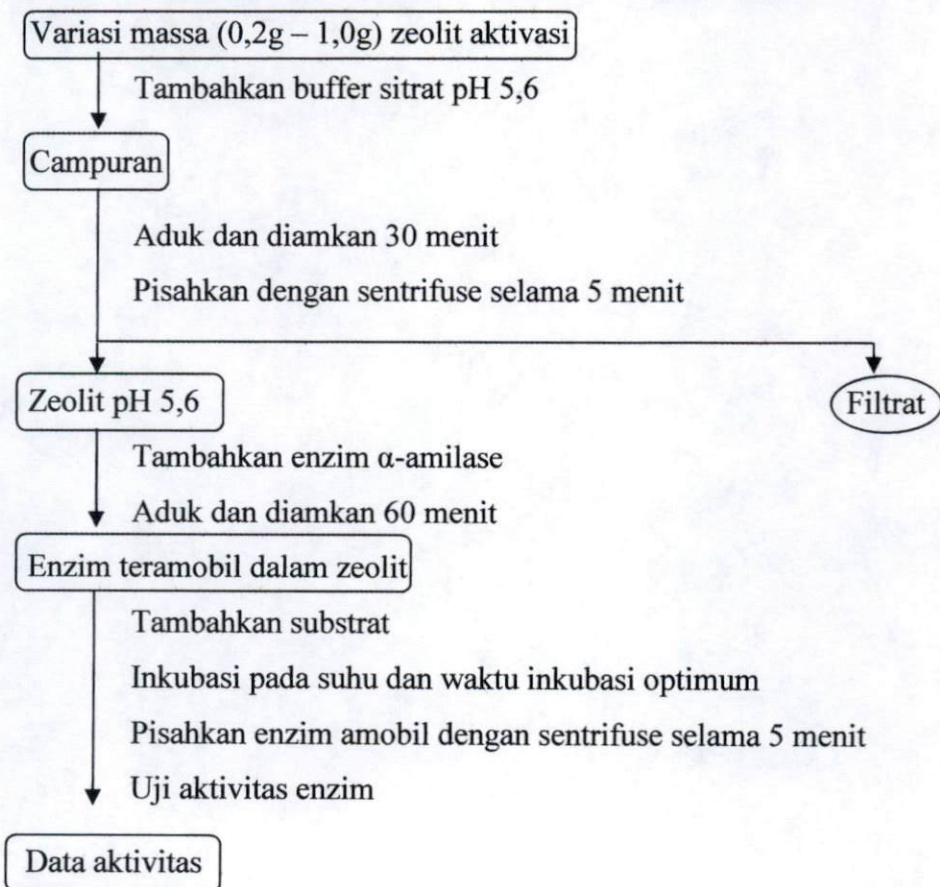 Variasi massa (0,2g – 1,0g) zeolit aktivasi
Tambahkan buffer sitrat pH 5,6
Campuran
Aduk dan diamkan 30 menit
Pisahkan dengan sentrifuse selama 5 menit
Zeolit pH 5,6
Filtrat
Tambahkan enzim α-amilase
Aduk dan diamkan 60 menit
Enzim teramobil dalam zeolit
Tambahkan substrat
Inkubasi pada suhu dan waktu inkubasi optimum
Pisahkan enzim amobil dengan sentrifuse selama 5 menit
Uji aktivitas enzim
Data aktivitas